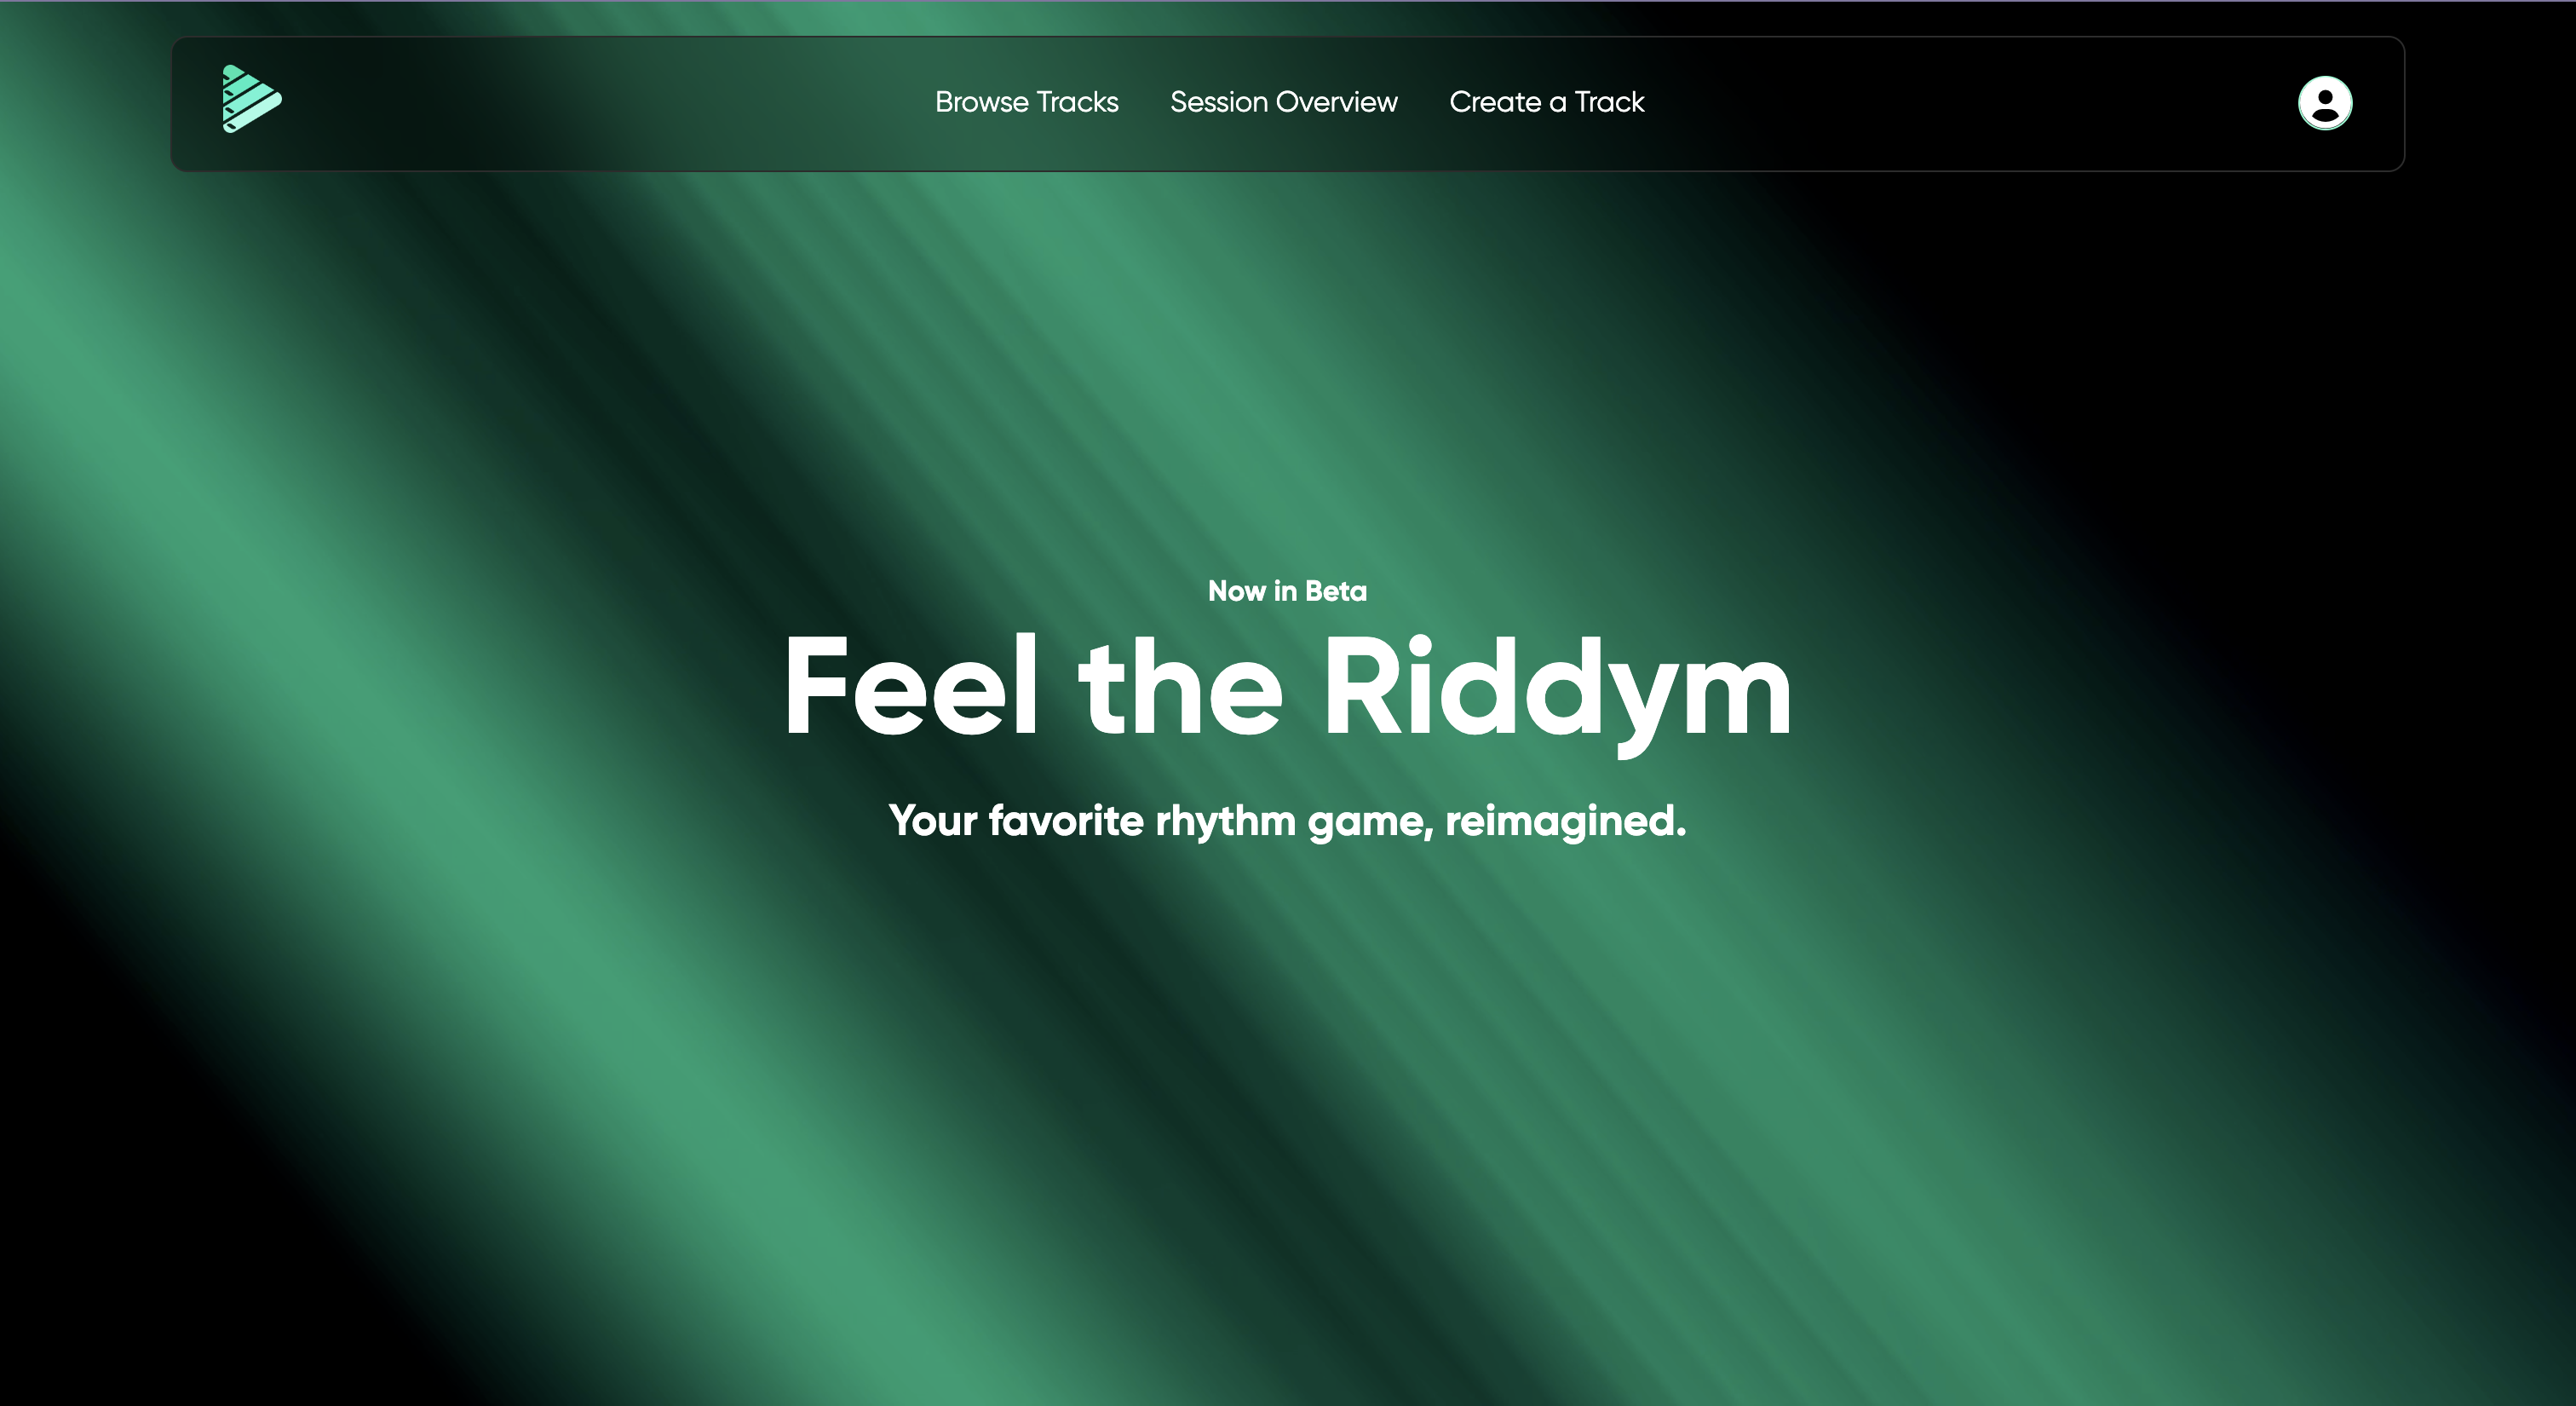 Browse Tracks Session Overview Create a Track
Now in Beta
Feel the Riddym
Your favorite rhythm game, reimagined.